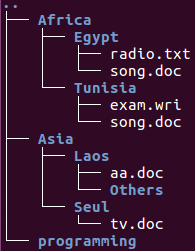 ..
Africa
Egypt
radio.txt
song.doc
Tunisia
exam.wri
song.doc
Asia
Laos
aa.doc
Others
Seul
tv.doc
programming